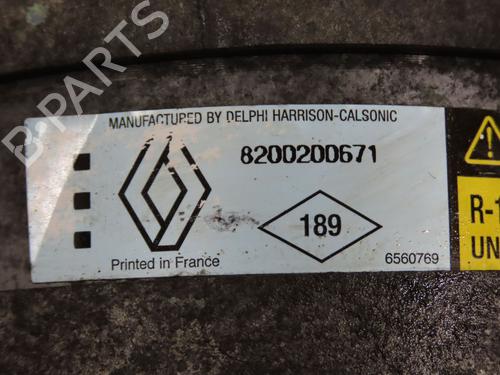 B-PARTS
MANUFACTURED BY DELPHI HARRISON-CALSONIC
8200200671
189
R-1
UN
Printed in France
6560769